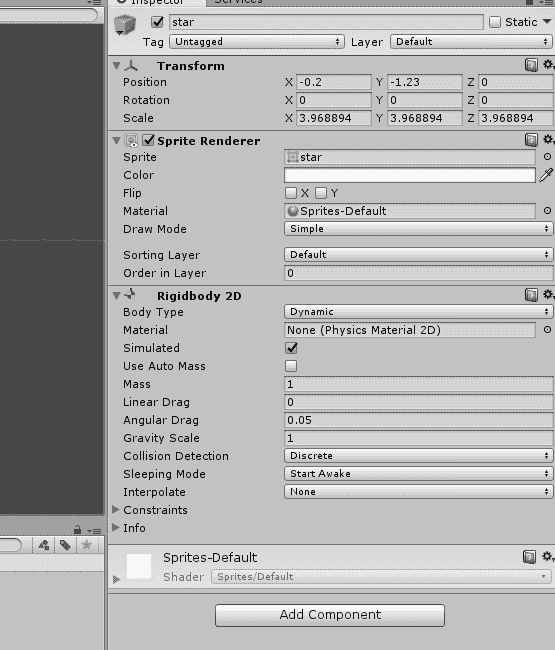 Inspector Services
star Static
Tag Untagged Layer Default
Transform
Position X -0.2 Y -1.23 Z 0
Rotation X 0 Y 0 Z 0
Scale X 3.968894 Y 3.968894 Z 3.968894
Sprite Renderer
Sprite star
Color
Flip X Y
Material Sprites-Default
Draw Mode Simple
Sorting Layer Default
Order in Layer 0
Rigidbody 2D
Body Type Dynamic
Material None (Physics Material 2D)
Simulated
Use Auto Mass
Mass 1
Linear Drag 0
Angular Drag 0.05
Gravity Scale 1
Collision Detection Discrete
Sleeping Mode Start Awake
Interpolate None
Constraints
Info
Sprites-Default
Shader Sprites/Default
Add Component